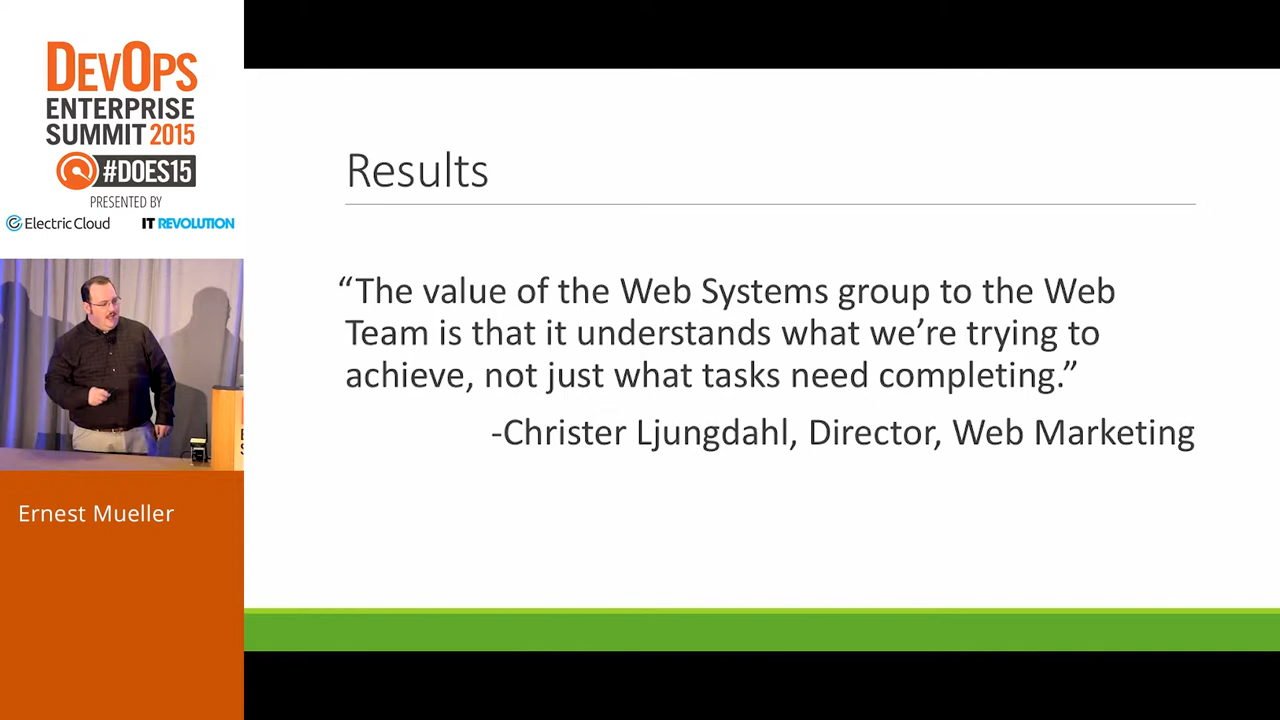 DEVOPS
ENTERPRISE
SUMMIT 2015
#DOES15
PRESENTED BY
Electric Cloud
IT REVOLUTION
Ernest Mueller
Results
“The value of the Web Systems group to the Web
Team is that it understands what we’re trying to
achieve, not just what tasks need completing.”
-Christer Ljungdahl, Director, Web Marketing